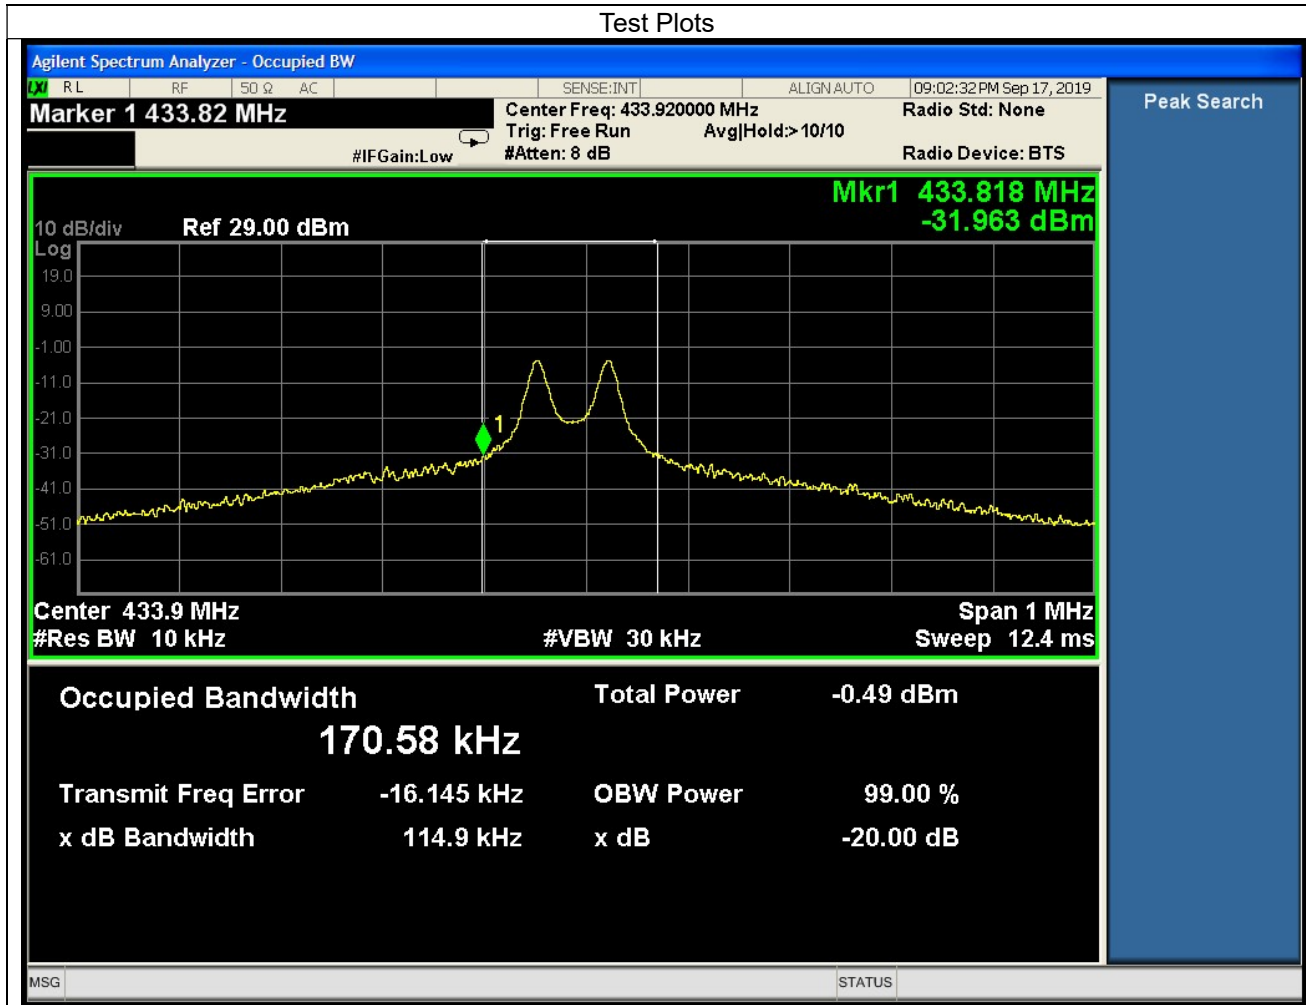 Test Plots
Agilent Spectrum Analyzer - Occupied BW
LXI RL RF 50 Ω AC SENSE:INT ALIGN AUTO 09:02:32 PM Sep 17, 2019
Marker 1 433.82 MHz
Center Freq: 433.920000 MHz
Radio Std: None
Trig: Free Run Avg|Hold:> 10/10
#IFGain:Low #Atten: 8 dB Radio Device: BTS
Peak Search
Mkr1 433.818 MHz
-31.963 dBm
10 dB/div Ref 29.00 dBm
Log
19.0
9.00
-1.00
-11.0
-21.0
1
-31.0
-41.0
-51.0
-61.0
Center 433.9 MHz Span 1 MHz
#Res BW 10 kHz #VBW 30 kHz Sweep 12.4 ms
Occupied Bandwidth Total Power -0.49 dBm
170.58 kHz
Transmit Freq Error -16.145 kHz OBW Power 99.00 %
x dB Bandwidth 114.9 kHz x dB -20.00 dB
MSG STATUS